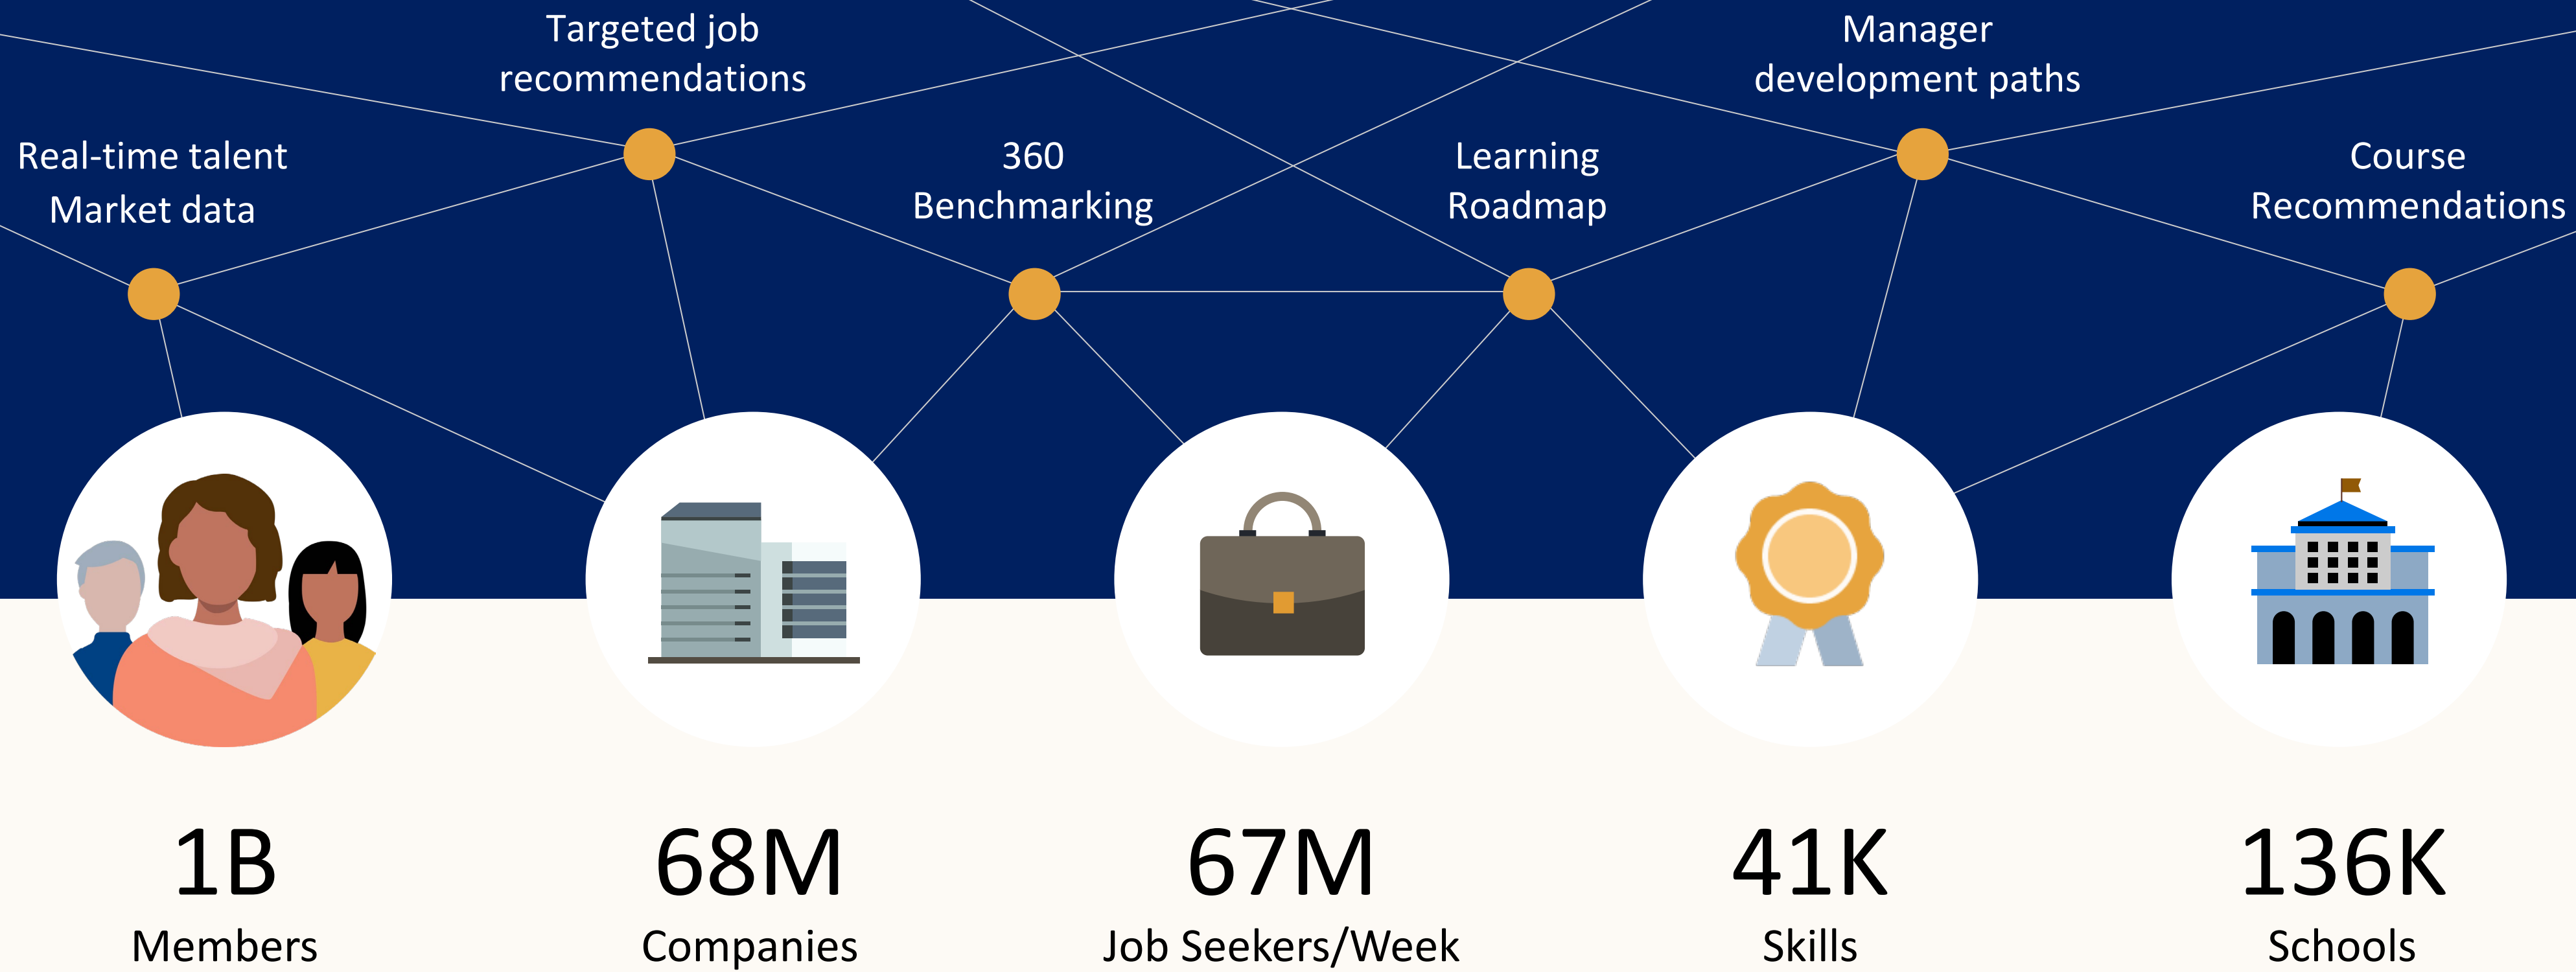 Targeted job
recommendations
Manager
development paths
Real-time talent
Market data
360
Benchmarking
Learning
Roadmap
Course
Recommendations
1B
Members
68M
Companies
67M
Job Seekers/Week
41K
Skills
136K
Schools